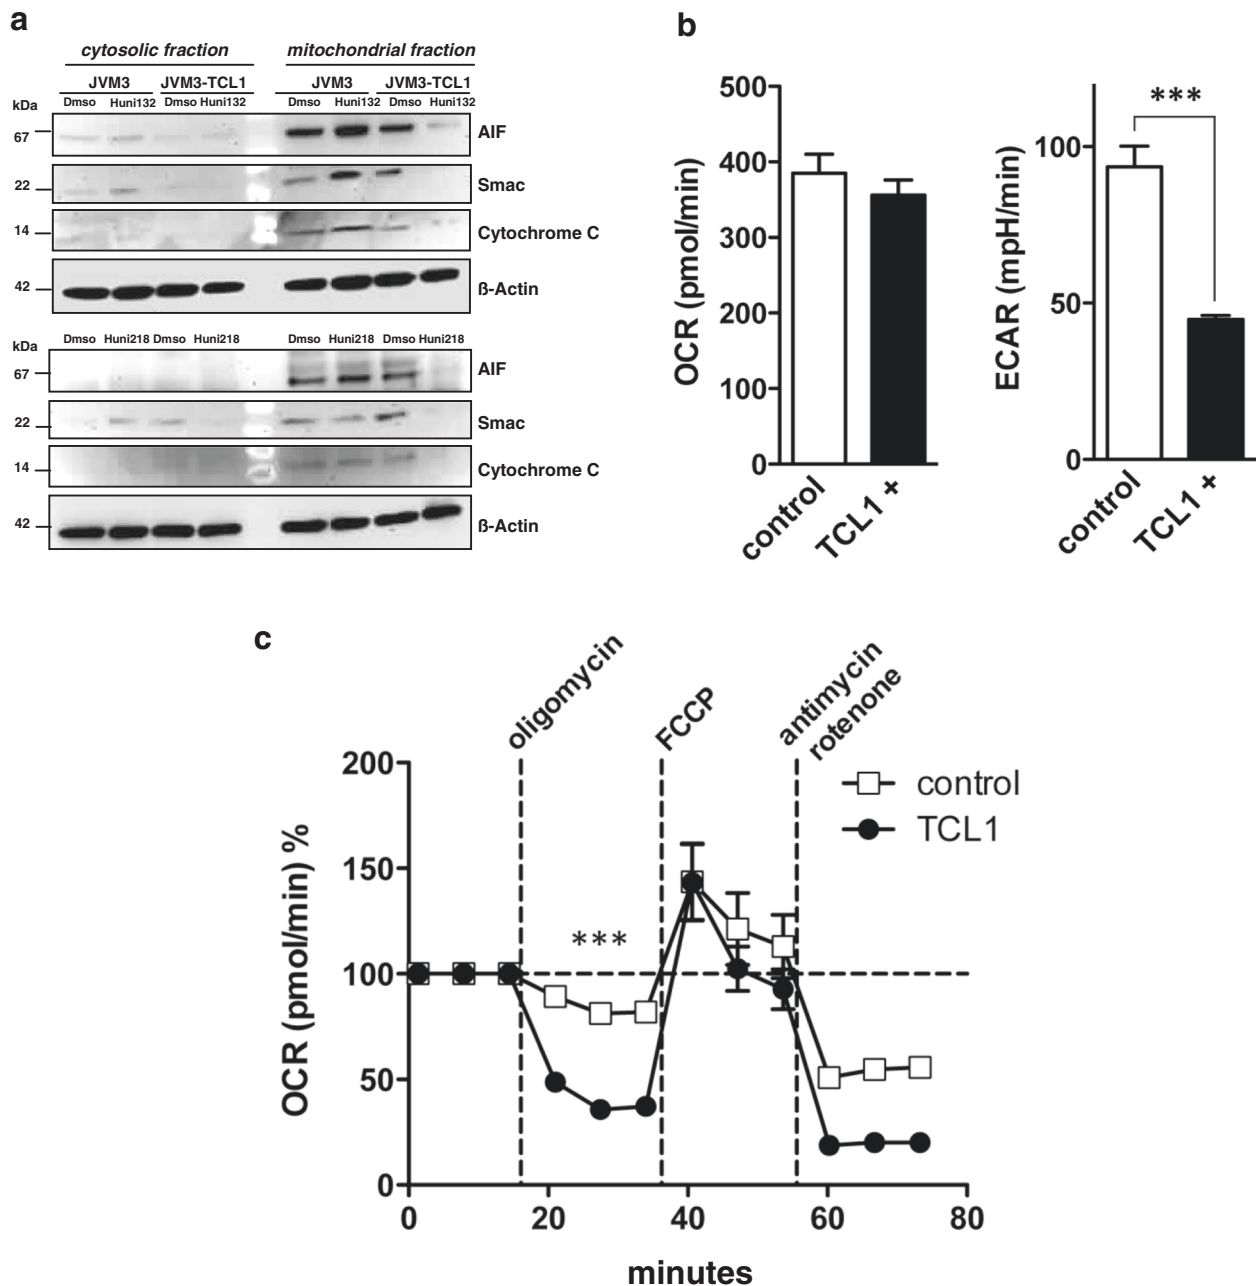 a
cytosolic fraction mitochondrial fraction
JVM3 JVM3-TCL1 JVM3 JVM3-TCL1
kDa Dmso Huni132 Dmso Huni132 Dmso Huni132 Dmso Huni132
67 AIF
22 Smac
14 Cytochrome C
42 ß-Actin
kDa Dmso Huni218 Dmso Huni218 Dmso Huni218 Dmso Huni218
67 AIF
22 Smac
14 Cytochrome C
42 ß-Actin
b
OCR (pmol/min)
500
400
300
200
100
0
control
TCL1 +
ECAR (mpH/min)
***
100
50
0
control
TCL1 +
c
oligomycin
FCCP
antimycin
rotenone
control
TCL1
OCR (pmol/min) %
200
150
100
50
0
***
0 20 40 60 80
minutes